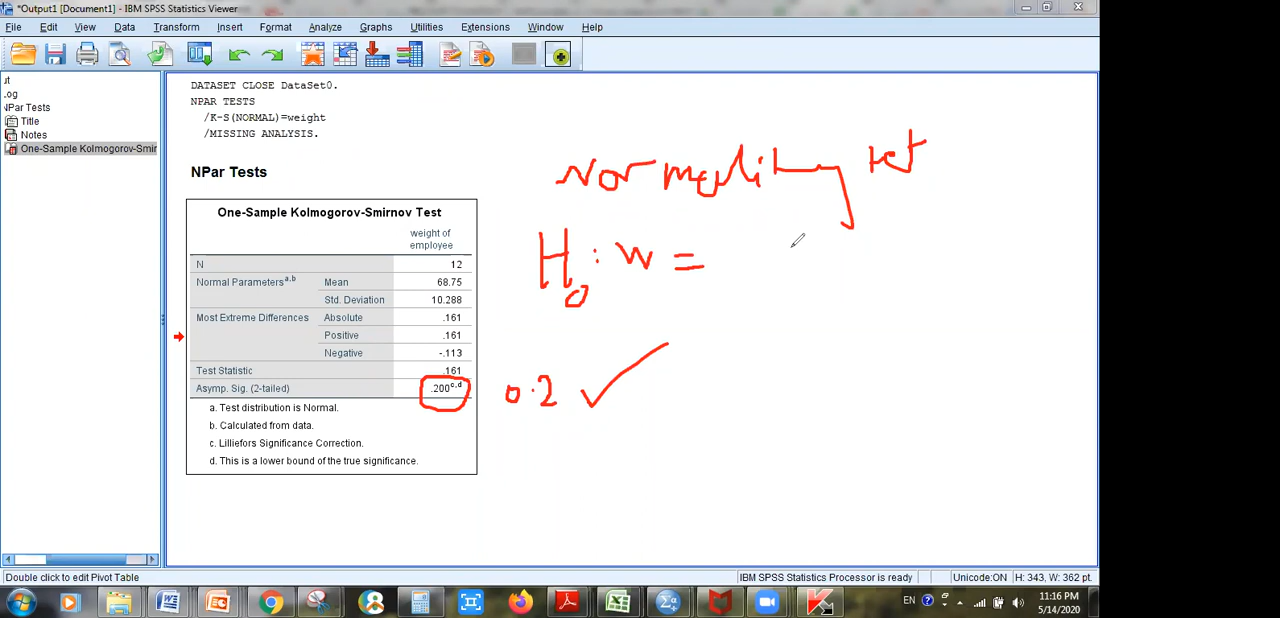 *Output1 [Document1] - IBM SPSS Statistics Viewer
File Edit View Data Transform Insert Format Analyze Graphs Utilities Extensions Window Help
rt
.og
NPar Tests
Title
Notes
One-Sample Kolmogorov-Smir
DATASET CLOSE DataSet0.
NPAR TESTS
/K-S(NORMAL)=weight
/MISSING ANALYSIS.
NPar Tests
One-Sample Kolmogorov-Smirnov Test
weight of
employee
N 12
Normal Parameters a,b Mean 68.75
Std. Deviation 10.288
Most Extreme Differences Absolute .161
Positive .161
Negative -.113
Test Statistic .161
Asymp. Sig. (2-tailed) .200 c,d
a. Test distribution is Normal.
b. Calculated from data.
c. Lilliefors Significance Correction.
d. This is a lower bound of the true significance.
H0 : w =
0.2 ✓
Double click to edit Pivot Table
IBM SPSS Statistics Processor is ready
Unicode:ON H: 343, W: 362 pt.
EN
11:16 PM
5/14/2020